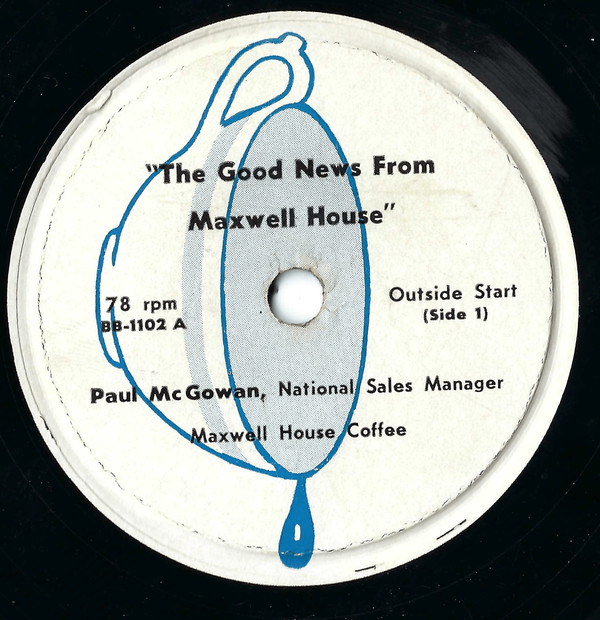 "The Good News From
Maxwell House"
78 rpm
BB-1102 A
Outside Start
(Side 1)
Paul McGowan, National Sales Manager
Maxwell House Coffee